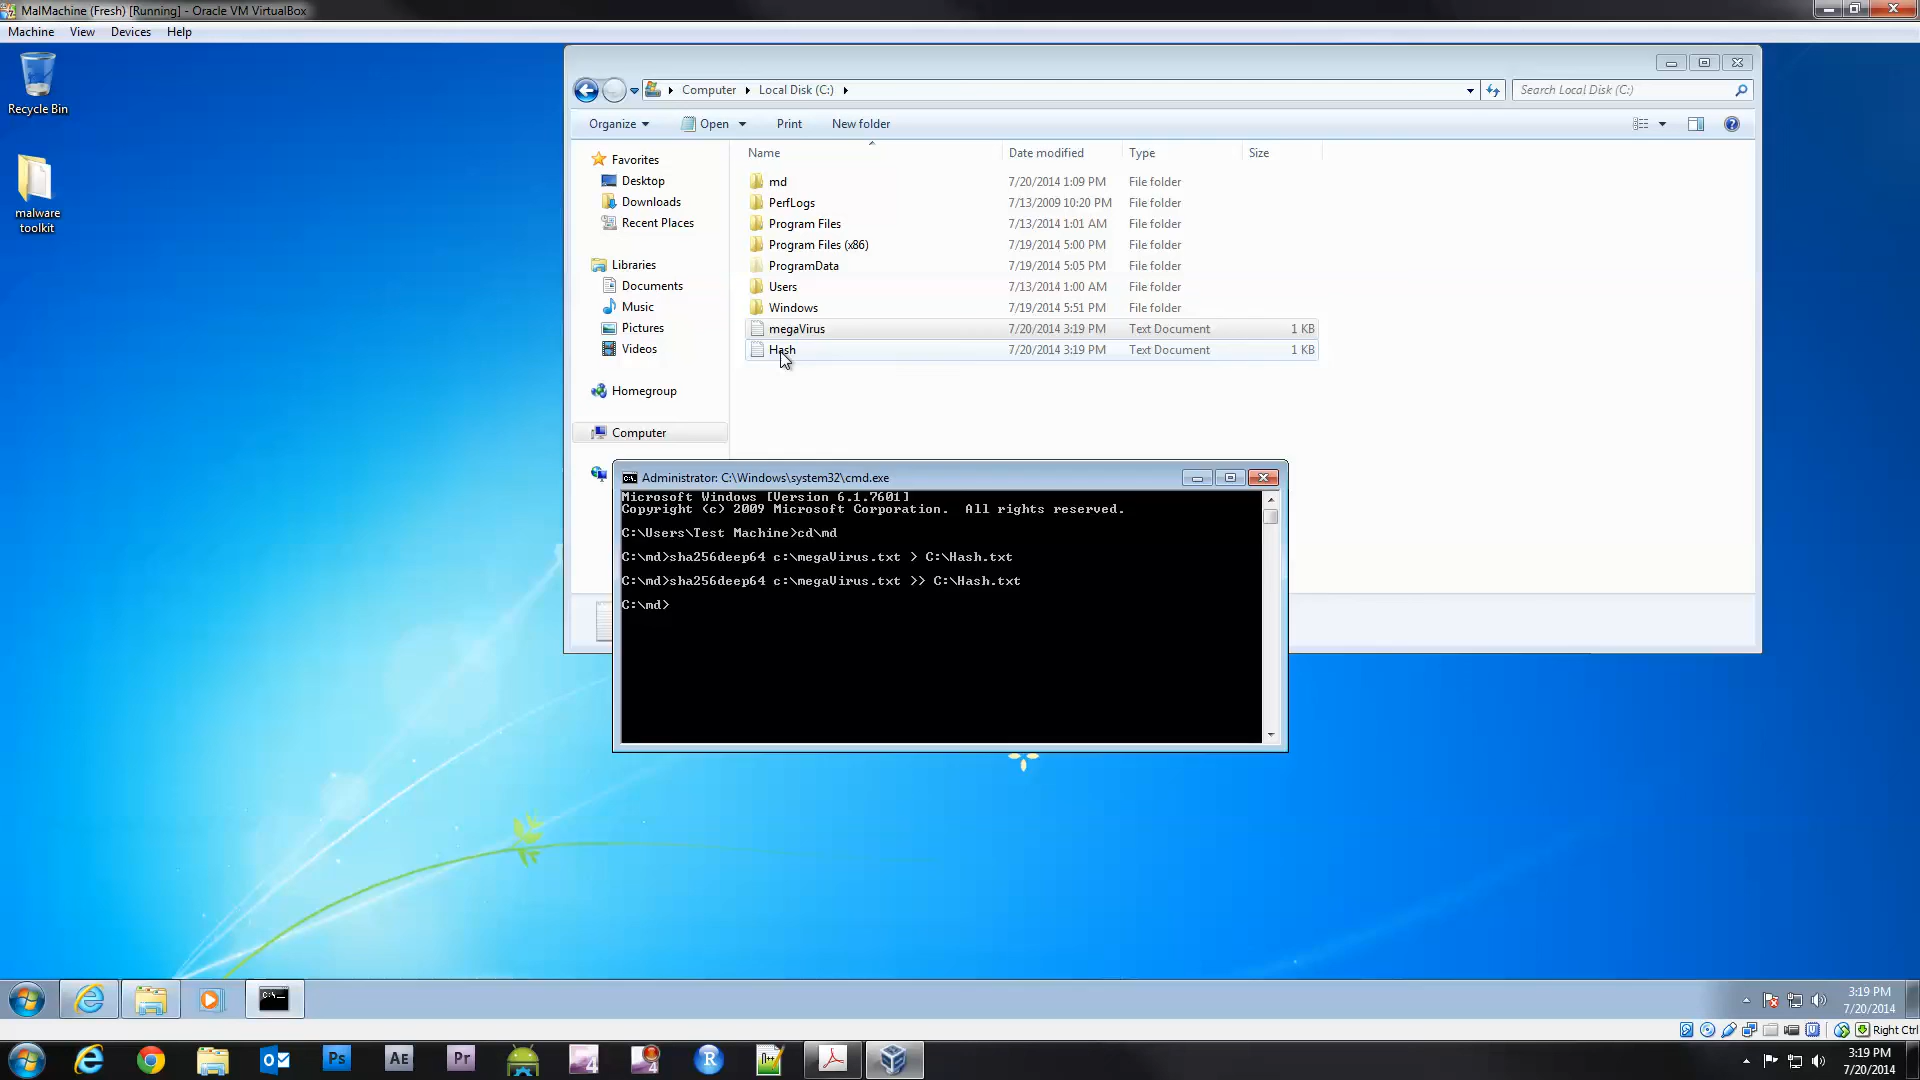 MalMachine (Fresh) [Running] - Oracle VM VirtualBox
Machine View Devices Help
Recycle Bin
malware
toolkit
Computer Local Disk (C:)
Search Local Disk (C:)
Organize Open Print New folder
Name Date modified Type Size
Favorites
Desktop
Downloads
Recent Places
Libraries
Documents
Music
Pictures
Videos
Homegroup
Computer
md 7/20/2014 1:09 PM File folder
PerfLogs 7/13/2009 10:20 PM File folder
Program Files 7/13/2014 1:01 AM File folder
Program Files (x86) 7/19/2014 5:00 PM File folder
ProgramData 7/19/2014 5:05 PM File folder
Users 7/13/2014 1:00 AM File folder
Windows 7/19/2014 5:51 PM File folder
megaVirus 7/20/2014 3:19 PM Text Document 1 KB
Hash 7/20/2014 3:19 PM Text Document 1 KB
Administrator: C:\Windows\system32\cmd.exe
Microsoft Windows [Version 6.1.7601]
Copyright (c) 2009 Microsoft Corporation. All rights reserved.
C:\Users\Test Machine>cd\md
C:\md>sha256deep64 c:\megaVirus.txt > C:\Hash.txt
C:\md>sha256deep64 c:\megaVirus.txt >> C:\Hash.txt
C:\md>
3:19 PM
7/20/2014
Right Ctrl
Ps AE Pr
3:19 PM
7/20/2014